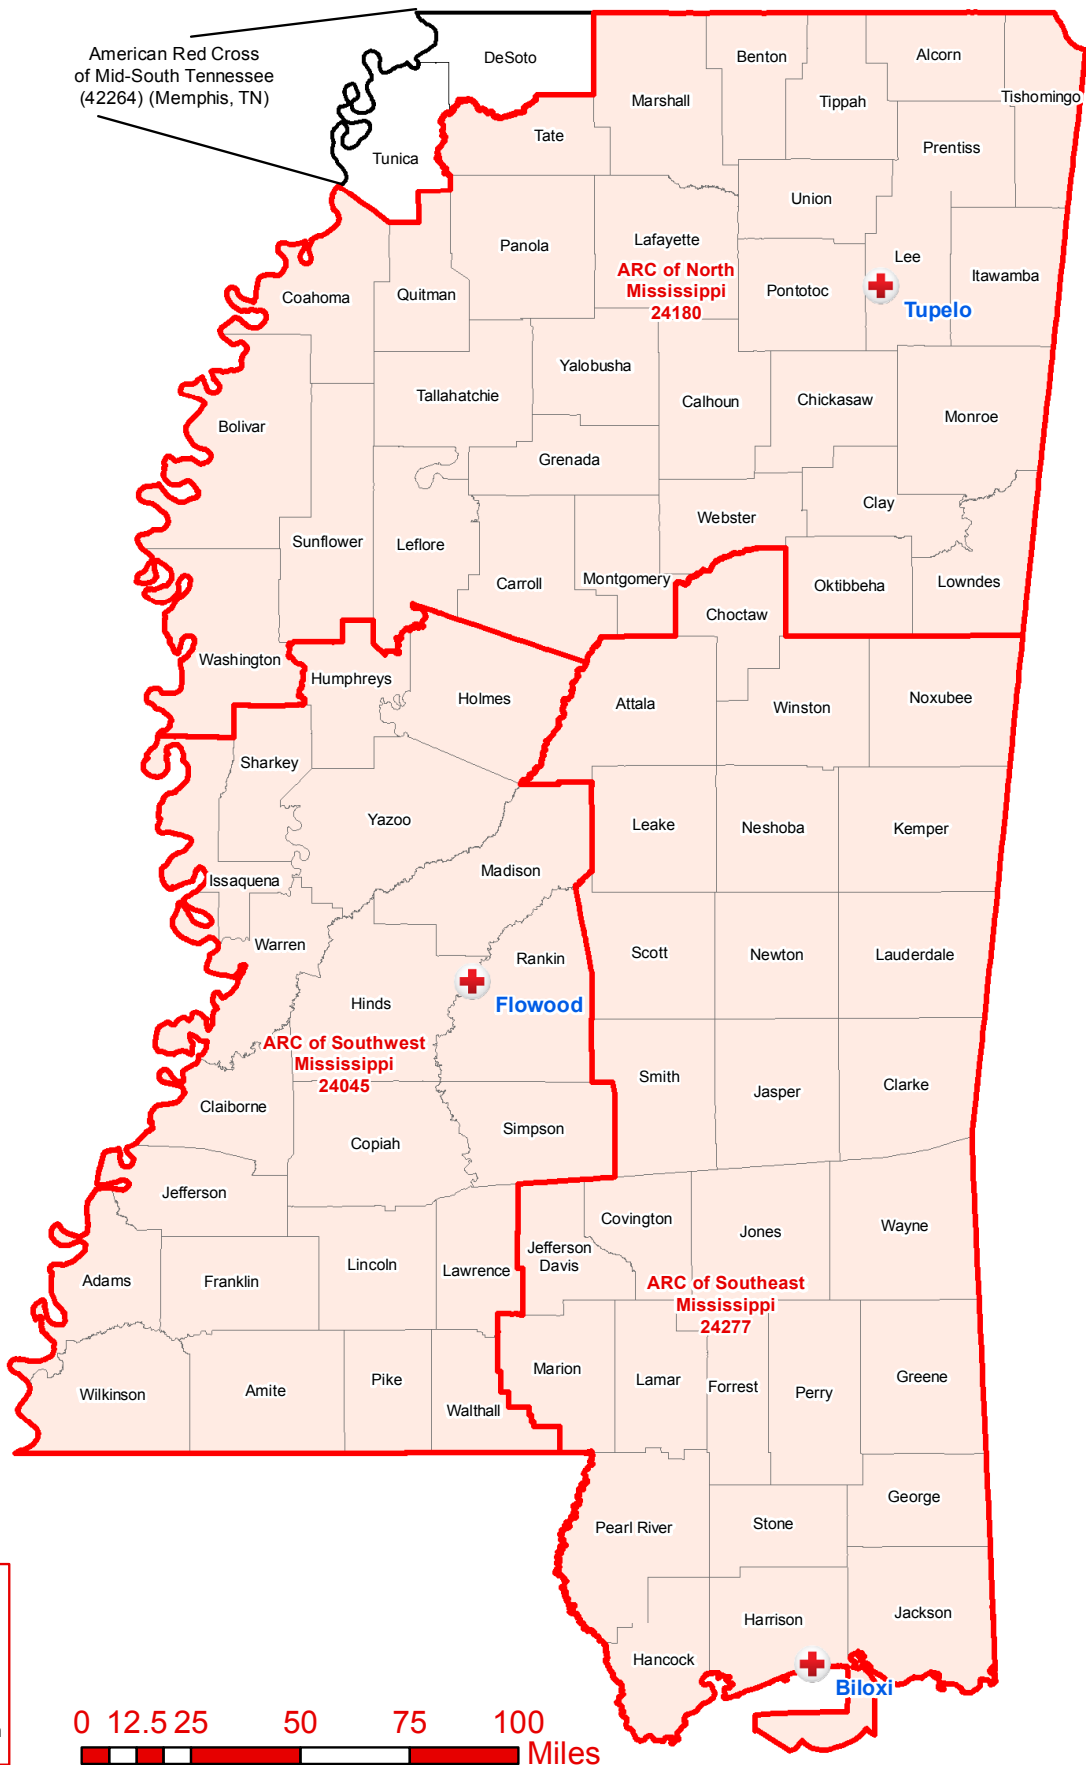 American Red Cross
of Mid-South Tennessee
(42264) (Memphis, TN)
DeSoto
Tunica
Tate
Marshall
Benton
Tippah
Alcorn
Tishomingo
Prentiss
Union
Panola
Lafayette
ARC of North
Mississippi
24180
Pontotoc
Lee
Itawamba
Tupelo
Coahoma
Quitman
Yalobusha
Tallahatchie
Calhoun
Chickasaw
Monroe
Bolivar
Grenada
Clay
Webster
Sunflower
Leflore
Carroll
Montgomery
Oktibbeha
Lowndes
Choctaw
Washington
Humphreys
Holmes
Attala
Winston
Noxubee
Sharkey
Yazoo
Leake
Neshoba
Kemper
Madison
Issaquena
Warren
Rankin
Scott
Newton
Lauderdale
Hinds
Flowood
ARC of Southwest
Mississippi
24045
Smith
Jasper
Clarke
Claiborne
Copiah
Simpson
Jefferson
Covington
Jones
Wayne
Jefferson
Davis
Adams
Franklin
Lincoln
Lawrence
ARC of Southeast
Mississippi
24277
Wilkinson
Amite
Pike
Walthall
Marion
Lamar
Forrest
Perry
Greene
Pearl River
Stone
George
Hancock
Harrison
Jackson
Biloxi
0 12.5 25 50 75 100
Miles